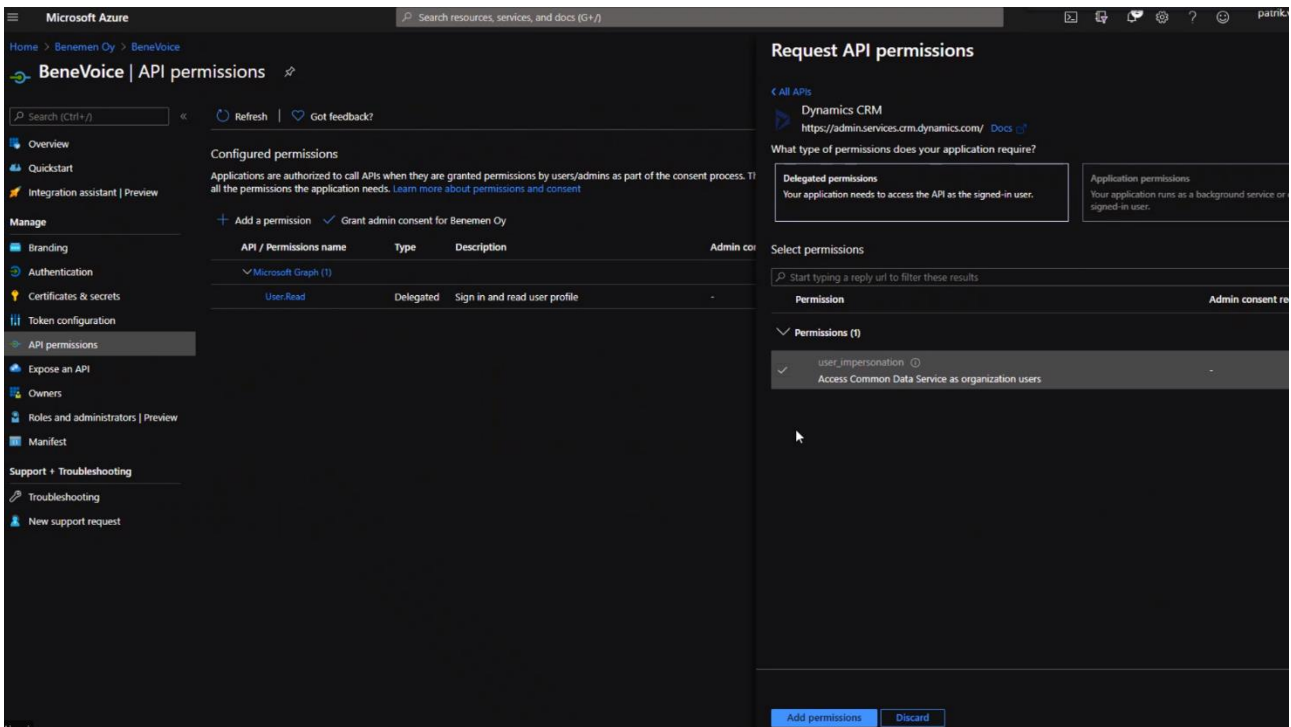 Microsoft Azure
Search resources, services, and docs (G+/)
Home > Benemen Oy > BeneVoice
BeneVoice | API permissions
Search (Ctrl+/)
«
Overview
Quickstart
Integration assistant | Preview
Manage
Branding
Authentication
Certificates & secrets
Token configuration
API permissions
Expose an API
Owners
Roles and administrators | Preview
Manifest
Support + Troubleshooting
Troubleshooting
New support request
Refresh | Got feedback?
Configured permissions
Applications are authorized to call APIs when they are granted permissions by users/admins as part of the consent process.
all the permissions the application needs. Learn more about permissions and consent
Add a permission Grant admin consent for Benemen Oy
API / Permissions name Type Description Admin
Microsoft Graph (1)
User.Read Delegated Sign in and read user profile -
Request API permissions
All APIs
Dynamics CRM
https://admin.services.crm.dynamics.com/ Docs
What type of permissions does your application require?
Delegated permissions
Your application needs to access the API as the signed-in user.
Application permissions
Your application runs as a background service or
signed-in user.
Select permissions
Start typing a reply url to filter these results
Permission Admin consent
Permissions (1)
user_impersonation
Access Common Data Service as organization users -
Add permissions Discard